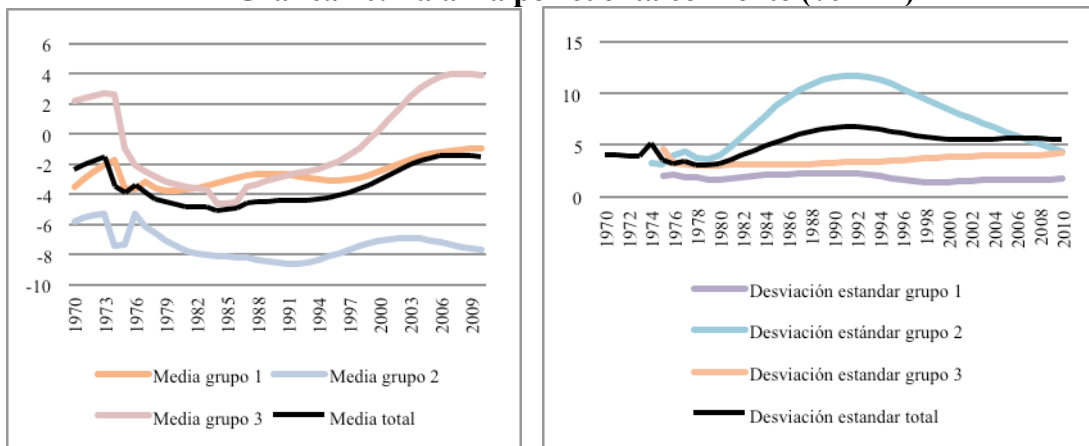 6
4
2
0
-2
-4
-6
-8
-10
1970 1973 1976 1979 1982 1985 1988 1991 1994 1997 2000 2003 2006 2009
Media grupo 1 Media grupo 2
Media grupo 3 Media total
15
10
5
0
1970 1972 1974 1976 1978 1980 1982 1984 1986 1988 1990 1992 1994 1996 1998 2000 2002 2004 2006 2008 2010
Desviación estandar grupo 1
Desviación estándar grupo 2
Desviación estandar grupo 3
Desviación estandar total